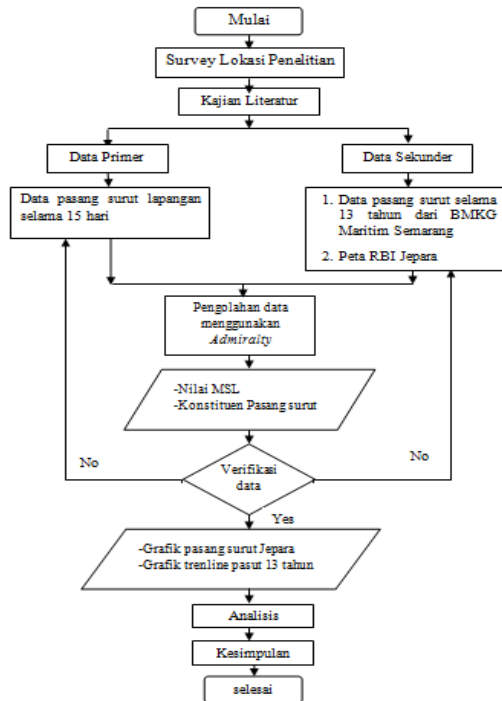 Mulai
Survey Lokasi Penelitian
Kajian Literatur
Data Primer
Data Sekunder
Data pasang surut lapangan
selama 15 hari
1. Data pasang surut selama
13 tahun dari BMKG
Maritim Semarang
2. Peta RBI Jepara
Pengolahan data
menggunakan
Admiralty
-Nilai MSL
-Konstituen Pasang surut
No
Verifikasi
data
No
Yes
-Grafik pasang surut Jepara
-Grafik trenline pasut 13 tahun
Analisis
Kesimpulan
selesai